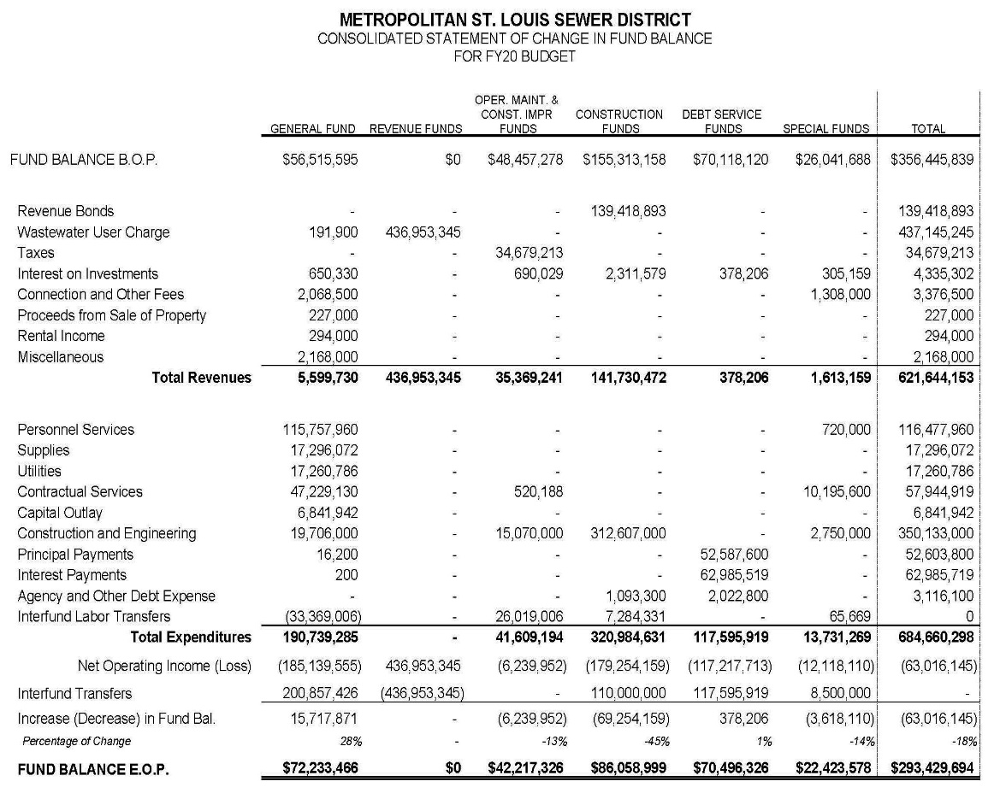 METROPOLITAN ST. LOUIS SEWER DISTRICT
CONSOLIDATED STATEMENT OF CHANGE IN FUND BALANCE
FOR FY20 BUDGET
OPER. MAINT. &
CONST. IMPR CONSTRUCTION DEBT SERVICE
GENERAL FUND REVENUE FUNDS FUNDS FUNDS FUNDS SPECIAL FUNDS TOTAL
FUND BALANCE B.O.P. $56,515,595 $0 $48,457,278 $155,313,158 $70,118,120 $26,041,688 $356,445,839
Revenue Bonds - - - 139,418,893 - - 139,418,893
Wastewater User Charge 191,900 436,953,345 - - - - 437,145,245
Taxes - - 34,679,213 - - - 34,679,213
Interest on Investments 650,330 - 690,029 2,311,579 378,206 305,159 4,335,302
Connection and Other Fees 2,068,500 - - - - 1,308,000 3,376,500
Proceeds from Sale of Property 227,000 - - - - - 227,000
Rental Income 294,000 - - - - - 294,000
Miscellaneous 2,168,000 - - - - - 2,168,000
Total Revenues 5,599,730 436,953,345 35,369,241 141,730,472 378,206 1,613,159 621,644,153
Personnel Services 115,757,960 - - - - 720,000 116,477,960
Supplies 17,296,072 - - - - - 17,296,072
Utilities 17,260,786 - - - - - 17,260,786
Contractual Services 47,229,130 - 520,188 - - 10,195,600 57,944,919
Capital Outlay 6,841,942 - - - - - 6,841,942
Construction and Engineering 19,706,000 - 15,070,000 312,607,000 - 2,750,000 350,133,000
Principal Payments 16,200 - - - 52,587,600 - 52,603,800
Interest Payments 200 - - - 62,985,519 - 62,985,719
Agency and Other Debt Expense - - - 1,093,300 2,022,800 - 3,116,100
Interfund Labor Transfers (33,369,006) - 26,019,006 7,284,331 - 65,669 0
Total Expenditures 190,739,285 - 41,609,194 320,984,631 117,595,919 13,731,269 684,660,298
Net Operating Income (Loss) (185,139,555) 436,953,345 (6,239,952) (179,254,159) (117,217,713) (12,118,110) (63,016,145)
Interfund Transfers 200,857,426 (436,953,345) - 110,000,000 117,595,919 8,500,000 -
Increase (Decrease) in Fund Bal. 15,717,871 - (6,239,952) (69,254,159) 378,206 (3,618,110) (63,016,145)
Percentage of Change 28% - -13% -45% 1% -14% -18%
FUND BALANCE E.O.P. $72,233,466 $0 $42,217,326 $86,058,999 $70,496,326 $22,423,578 $293,429,694